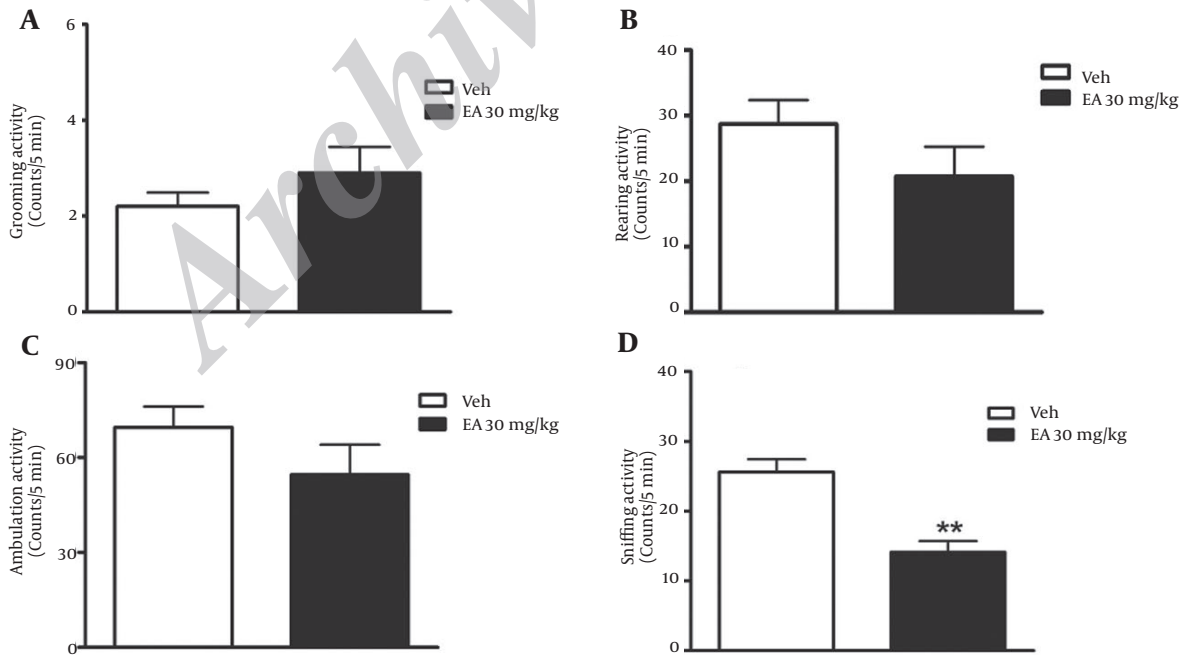 A
6
4
2
0
Grooming activity
(Counts/5 min)
Veh
EA 30 mg/kg
B
40
30
20
10
0
Rearing activity
(Counts/5 min)
Veh
EA 30 mg/kg
C
90
60
30
0
Ambulation activity
(Counts/5 min)
Veh
EA 30 mg/kg
D
40
30
20
10
0
Sniffing activity
(Counts/5 min)
Veh
EA 30 mg/kg
**
Archiv